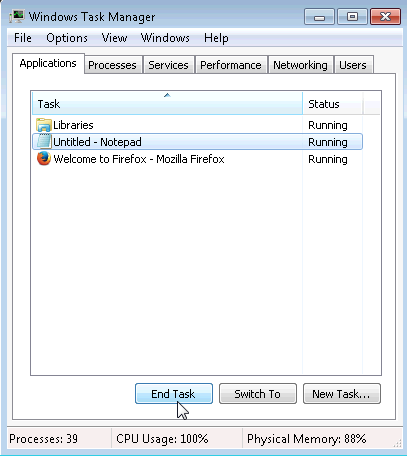 Windows Task Manager
File Options View Windows Help
Applications Processes Services Performance Networking Users
Task Status
Libraries Running
Untitled - Notepad Running
Welcome to Firefox - Mozilla Firefox Running
End Task Switch To New Task...
Processes: 39 CPU Usage: 100% Physical Memory: 88%